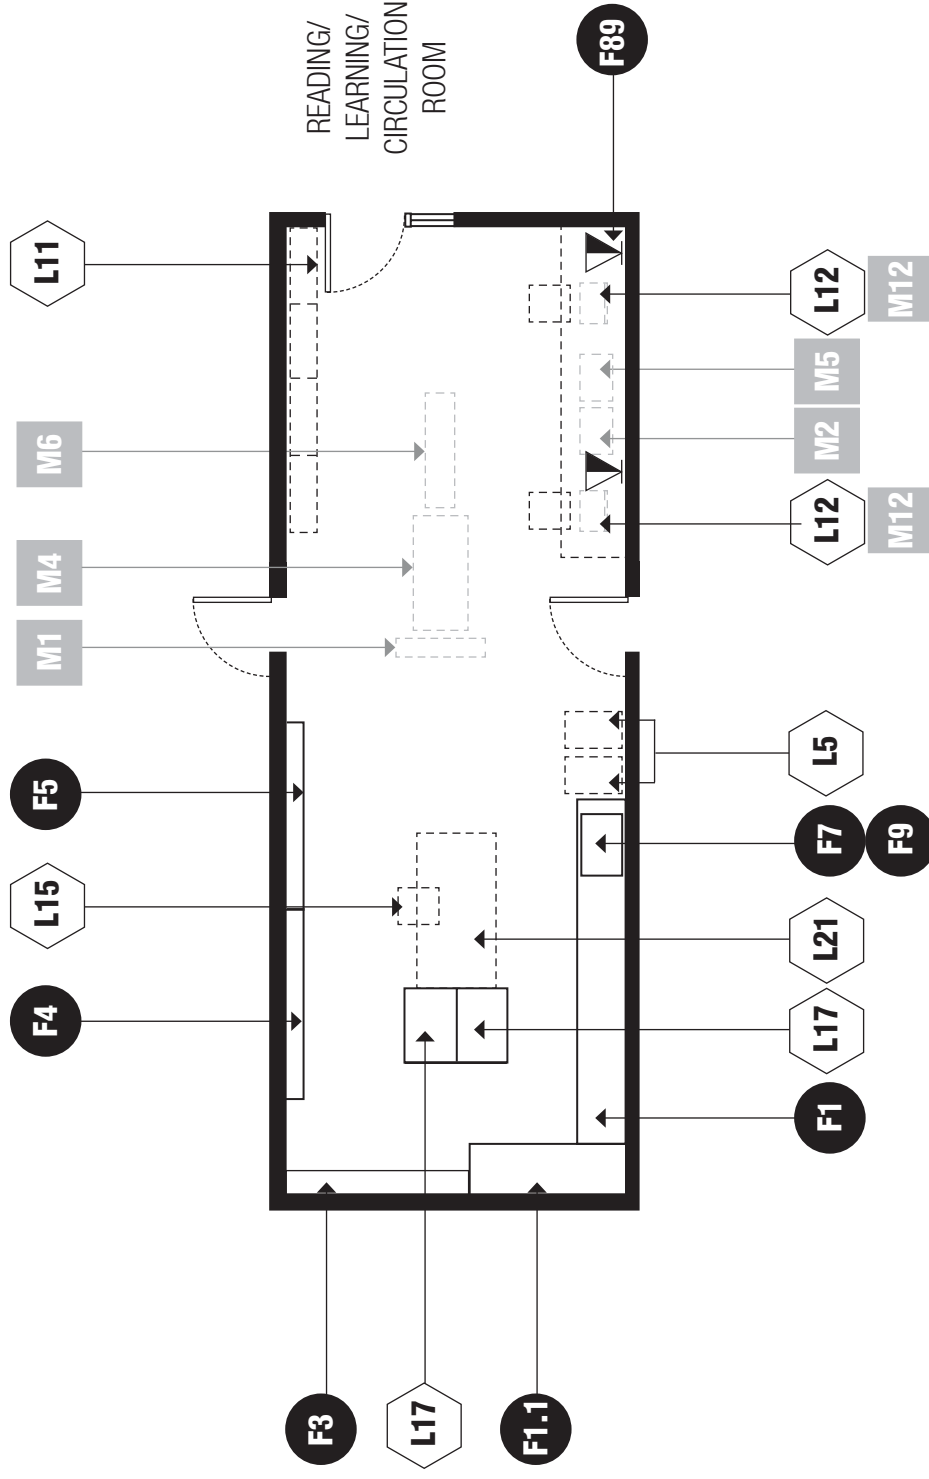 READING/
LEARNING/
CIRCULATION
ROOM
F89
L11
M6
M4
M1
F5
L15
F4
L12
M12
M5
M2
L12
M12
L5
F7
F9
L21
L17
F1
F3
L17
F1.1